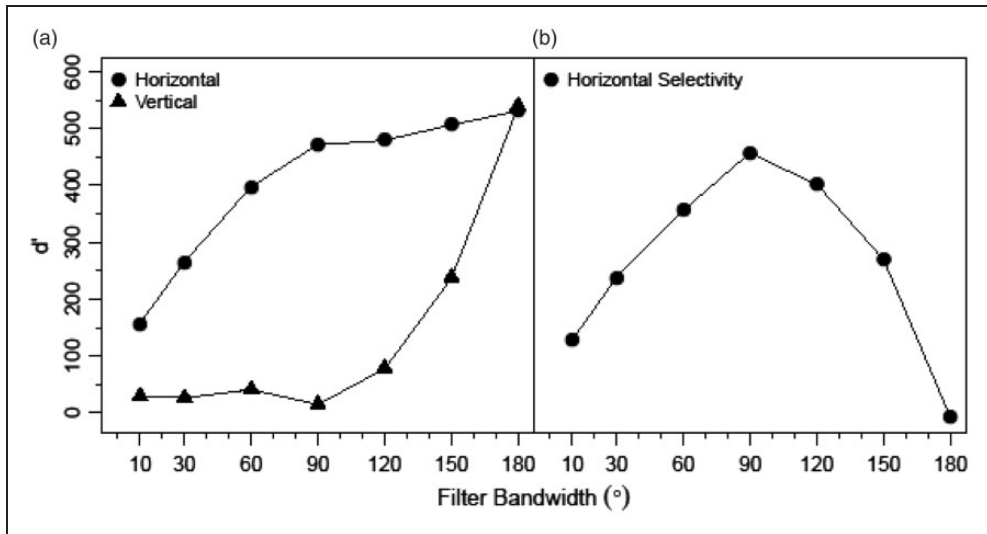 (a)
(b)
600
500
400
300
200
100
0
d'
Horizontal
Vertical
Horizontal Selectivity
10 30 60 90 120 150 180
10 30 60 90 120 150 180
Filter Bandwidth (°)